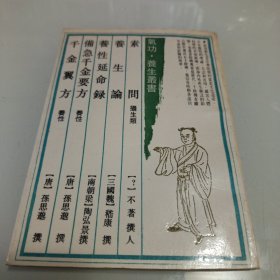 氣功·養生叢書
素問 攝生類 【?】不著撰人
養生論 【三國魏】嵇康 撰
養性延命錄 【南朝梁】陶弘景 撰
備急千金要方 養性 【唐】孫思邈 撰
千金翼方 養性 【唐】孫思邈 撰